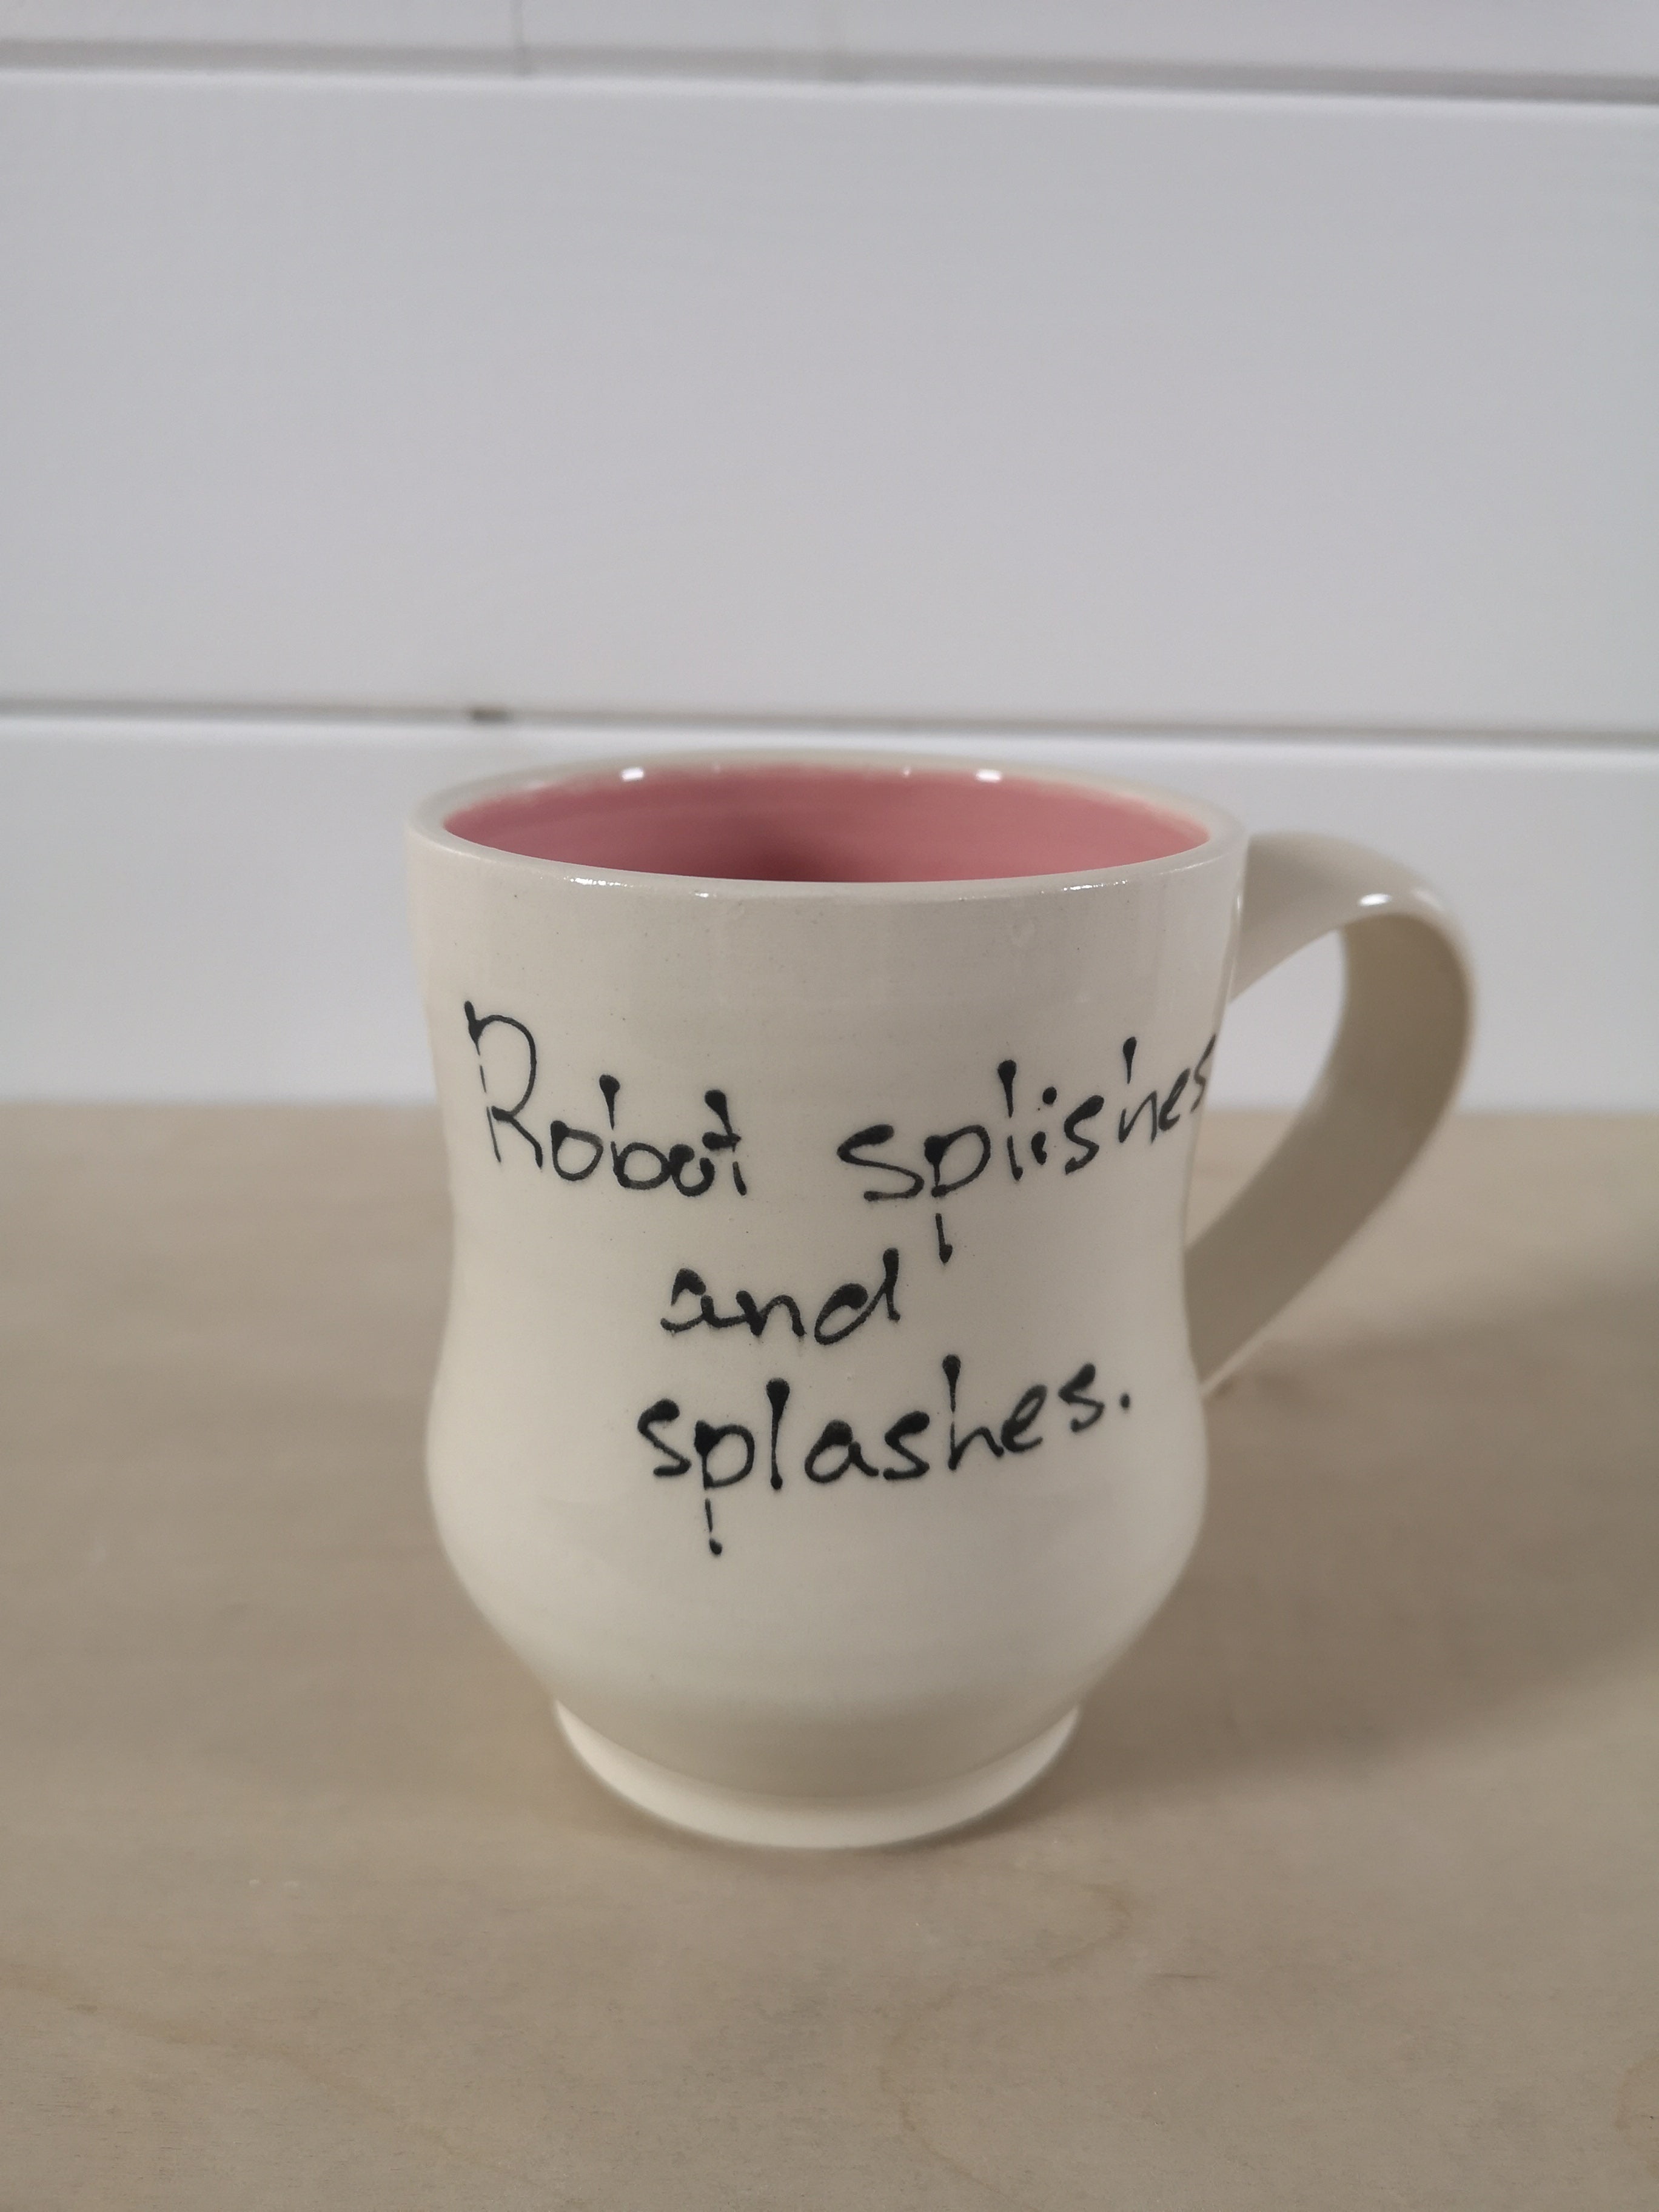 Robot splishes
and
splashes.